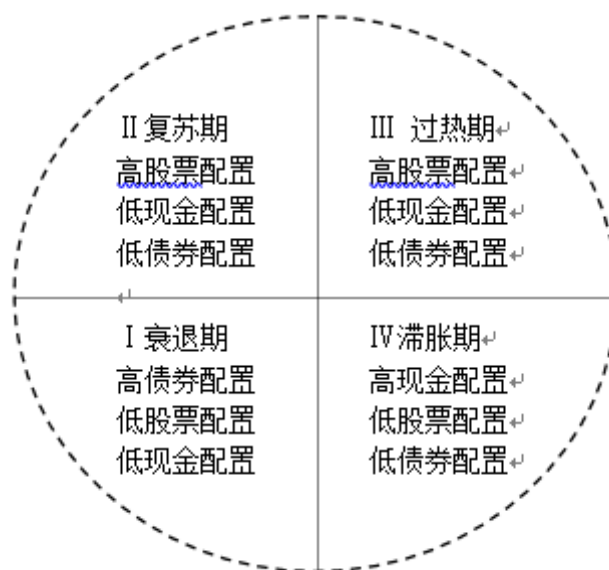 Ⅱ复苏期
高股票配置
低现金配置
低债券配置
Ⅲ 过热期
高股票配置
低现金配置
低债券配置
Ⅰ衰退期
高债券配置
低股票配置
低现金配置
Ⅳ滞胀期
高现金配置
低股票配置
低债券配置